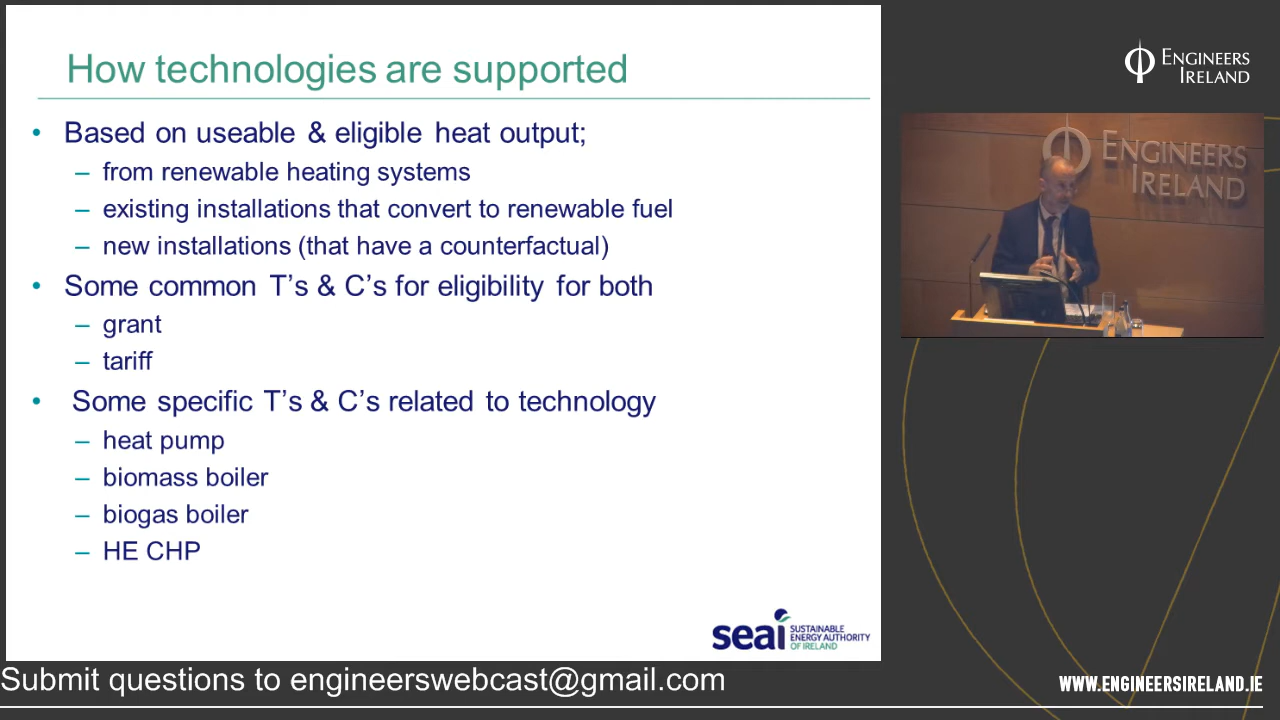 How technologies are supported
• Based on useable & eligible heat output;
– from renewable heating systems
– existing installations that convert to renewable fuel
– new installations (that have a counterfactual)
• Some common T’s & C’s for eligibility for both
– grant
– tariff
• Some specific T’s & C’s related to technology
– heat pump
– biomass boiler
– biogas boiler
– HE CHP
seai SUSTAINABLE
ENERGY AUTHORITY
OF IRELAND
ENGINEERS
IRELAND
ENGINEERS
IRELAND
Submit questions to engineerswebcast@gmail.com
WWW.ENGINEERSIRELAND.IE